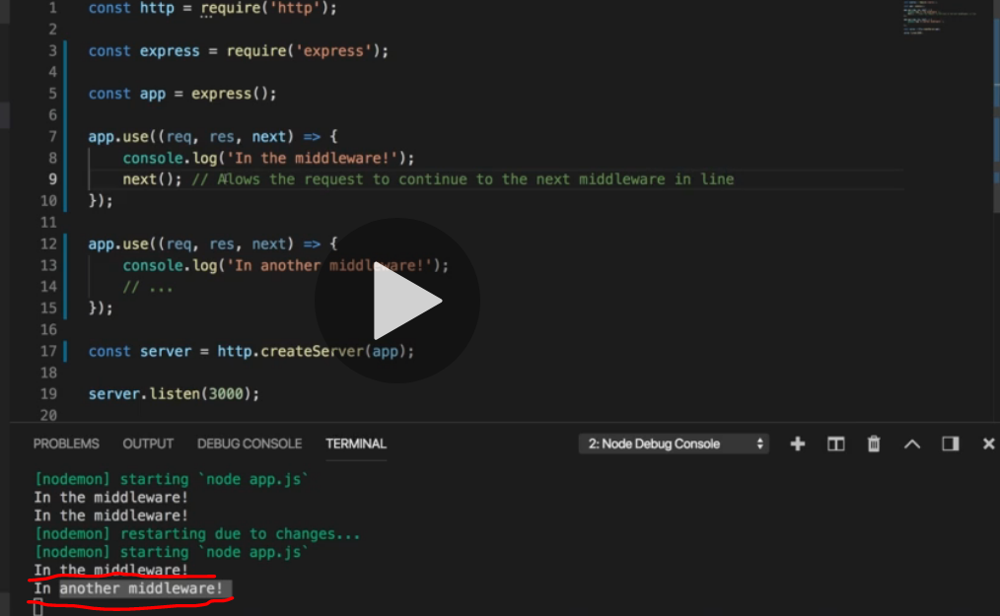 1 const http = require('http');
2
3 const express = require('express');
4
5 const app = express();
6
7 app.use((req, res, next) => {
8 console.log('In the middleware!');
9 next(); // Allows the request to continue to the next middleware in line
10 });
11
12 app.use((req, res, next) => {
13 console.log('In another middleware!');
14 // ...
15 });
16
17 const server = http.createServer(app);
18
19 server.listen(3000);
20
PROBLEMS OUTPUT DEBUG CONSOLE TERMINAL 2: Node Debug Console
[nodemon] starting `node app.js`
In the middleware!
In the middleware!
[nodemon] restarting due to changes...
[nodemon] starting `node app.js`
In the middleware!
In another middleware!